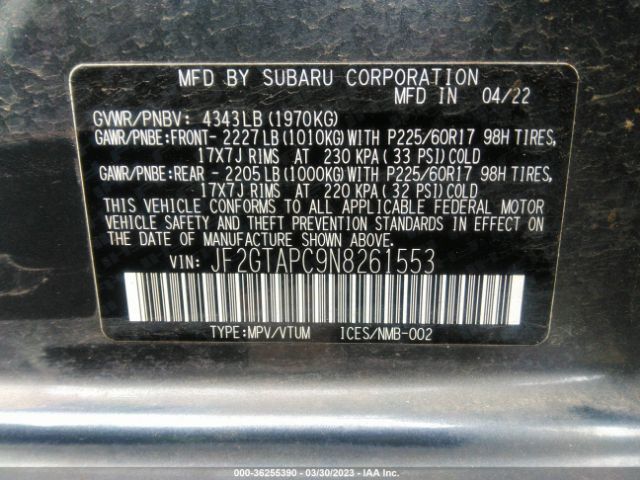 MFD BY SUBARU CORPORATION
MFD IN 04/22
GVWR/PNBV: 4343LB (1970KG)
GAWR/PNBE:FRONT- 2227LB(1010KG)WITH P225/60R17 98H TIRES,
17X7J RIMS AT 230 KPA(33 PSI)COLD
GAWR/PNBE:REAR - 2205LB(1000KG)WITH P225/60R17 98H TIRES,
17X7J RIMS AT 220 KPA(32 PSI)COLD
THIS VEHICLE CONFORMS TO ALL APPLICABLE FEDERAL MOTOR
VEHICLE SAFETY AND THEFT PREVENTION STANDARDS IN EFFECT ON
THE DATE OF MANUFACTURE SHOWN ABOVE.
VIN: JF2GTAPC9N8261553
TYPE:MPV/VTUM ICES/NMB-002
000-36255390 - 03/30/2023 - IAA Inc.